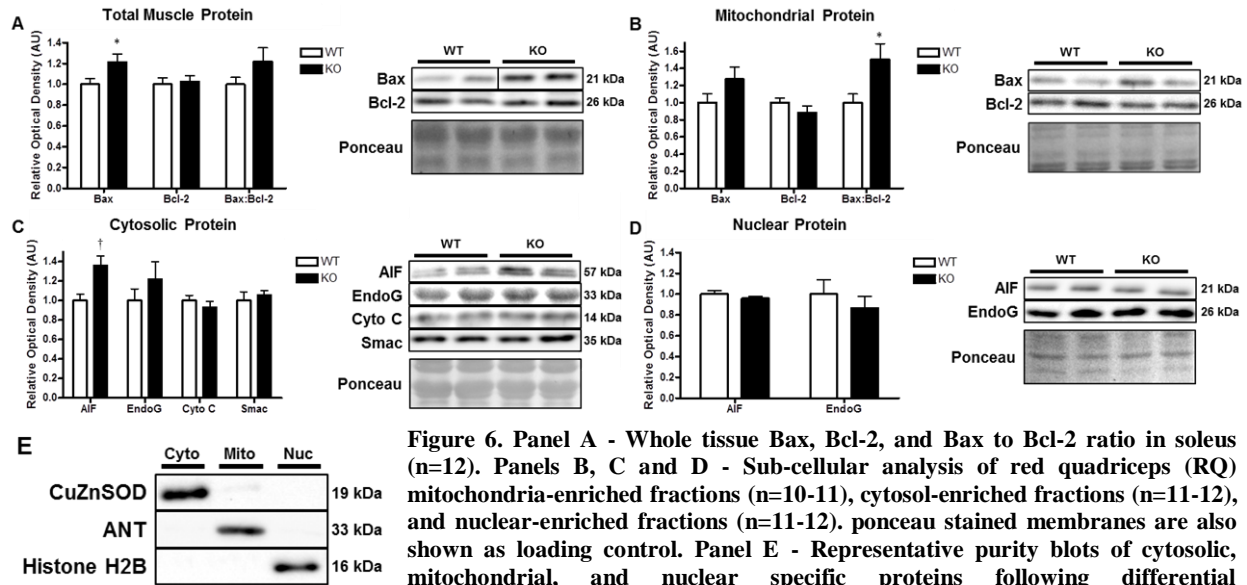 A
Total Muscle Protein
Relative Optical Density (AU)
1.4
1.2
1.0
0.8
0.6
0.4
0.2
0.0
*
Bax
Bcl-2
Bax:Bcl-2
WT
KO
WT
KO
Bax
21 kDa
Bcl-2
26 kDa
Ponceau
B
Mitochondrial Protein
Relative Optical Density (AU)
1.6
1.4
1.2
1.0
0.8
0.6
0.4
0.2
0.0
*
Bax
Bcl-2
Bax:Bcl-2
WT
KO
WT
KO
Bax
21 kDa
Bcl-2
26 kDa
Ponceau
C
Cytosolic Protein
Relative Optical Density (AU)
1.4
1.2
1.0
0.8
0.6
0.4
0.2
0.0
†
AIF
EndoG
Cyto C
Smac
WT
KO
WT
KO
AIF
57 kDa
EndoG
33 kDa
Cyto C
14 kDa
Smac
35 kDa
Ponceau
D
Nuclear Protein
Relative Optical Density (AU)
1.4
1.2
1.0
0.8
0.6
0.4
0.2
0.0
AIF
EndoG
WT
KO
WT
KO
AIF
21 kDa
EndoG
26 kDa
Ponceau
E
Cyto
Mito
Nuc
CuZnSOD
19 kDa
ANT
33 kDa
Histone H2B
16 kDa
Figure 6. Panel A - Whole tissue Bax, Bcl-2, and Bax to Bcl-2 ratio in soleus
(n=12). Panels B, C and D - Sub-cellular analysis of red quadriceps (RQ)
mitochondria-enriched fractions (n=10-11), cytosol-enriched fractions (n=11-12),
and nuclear-enriched fractions (n=11-12). ponceau stained membranes are also
shown as loading control. Panel E - Representative purity blots of cytosolic,
mitochondrial, and nuclear specific proteins following differential